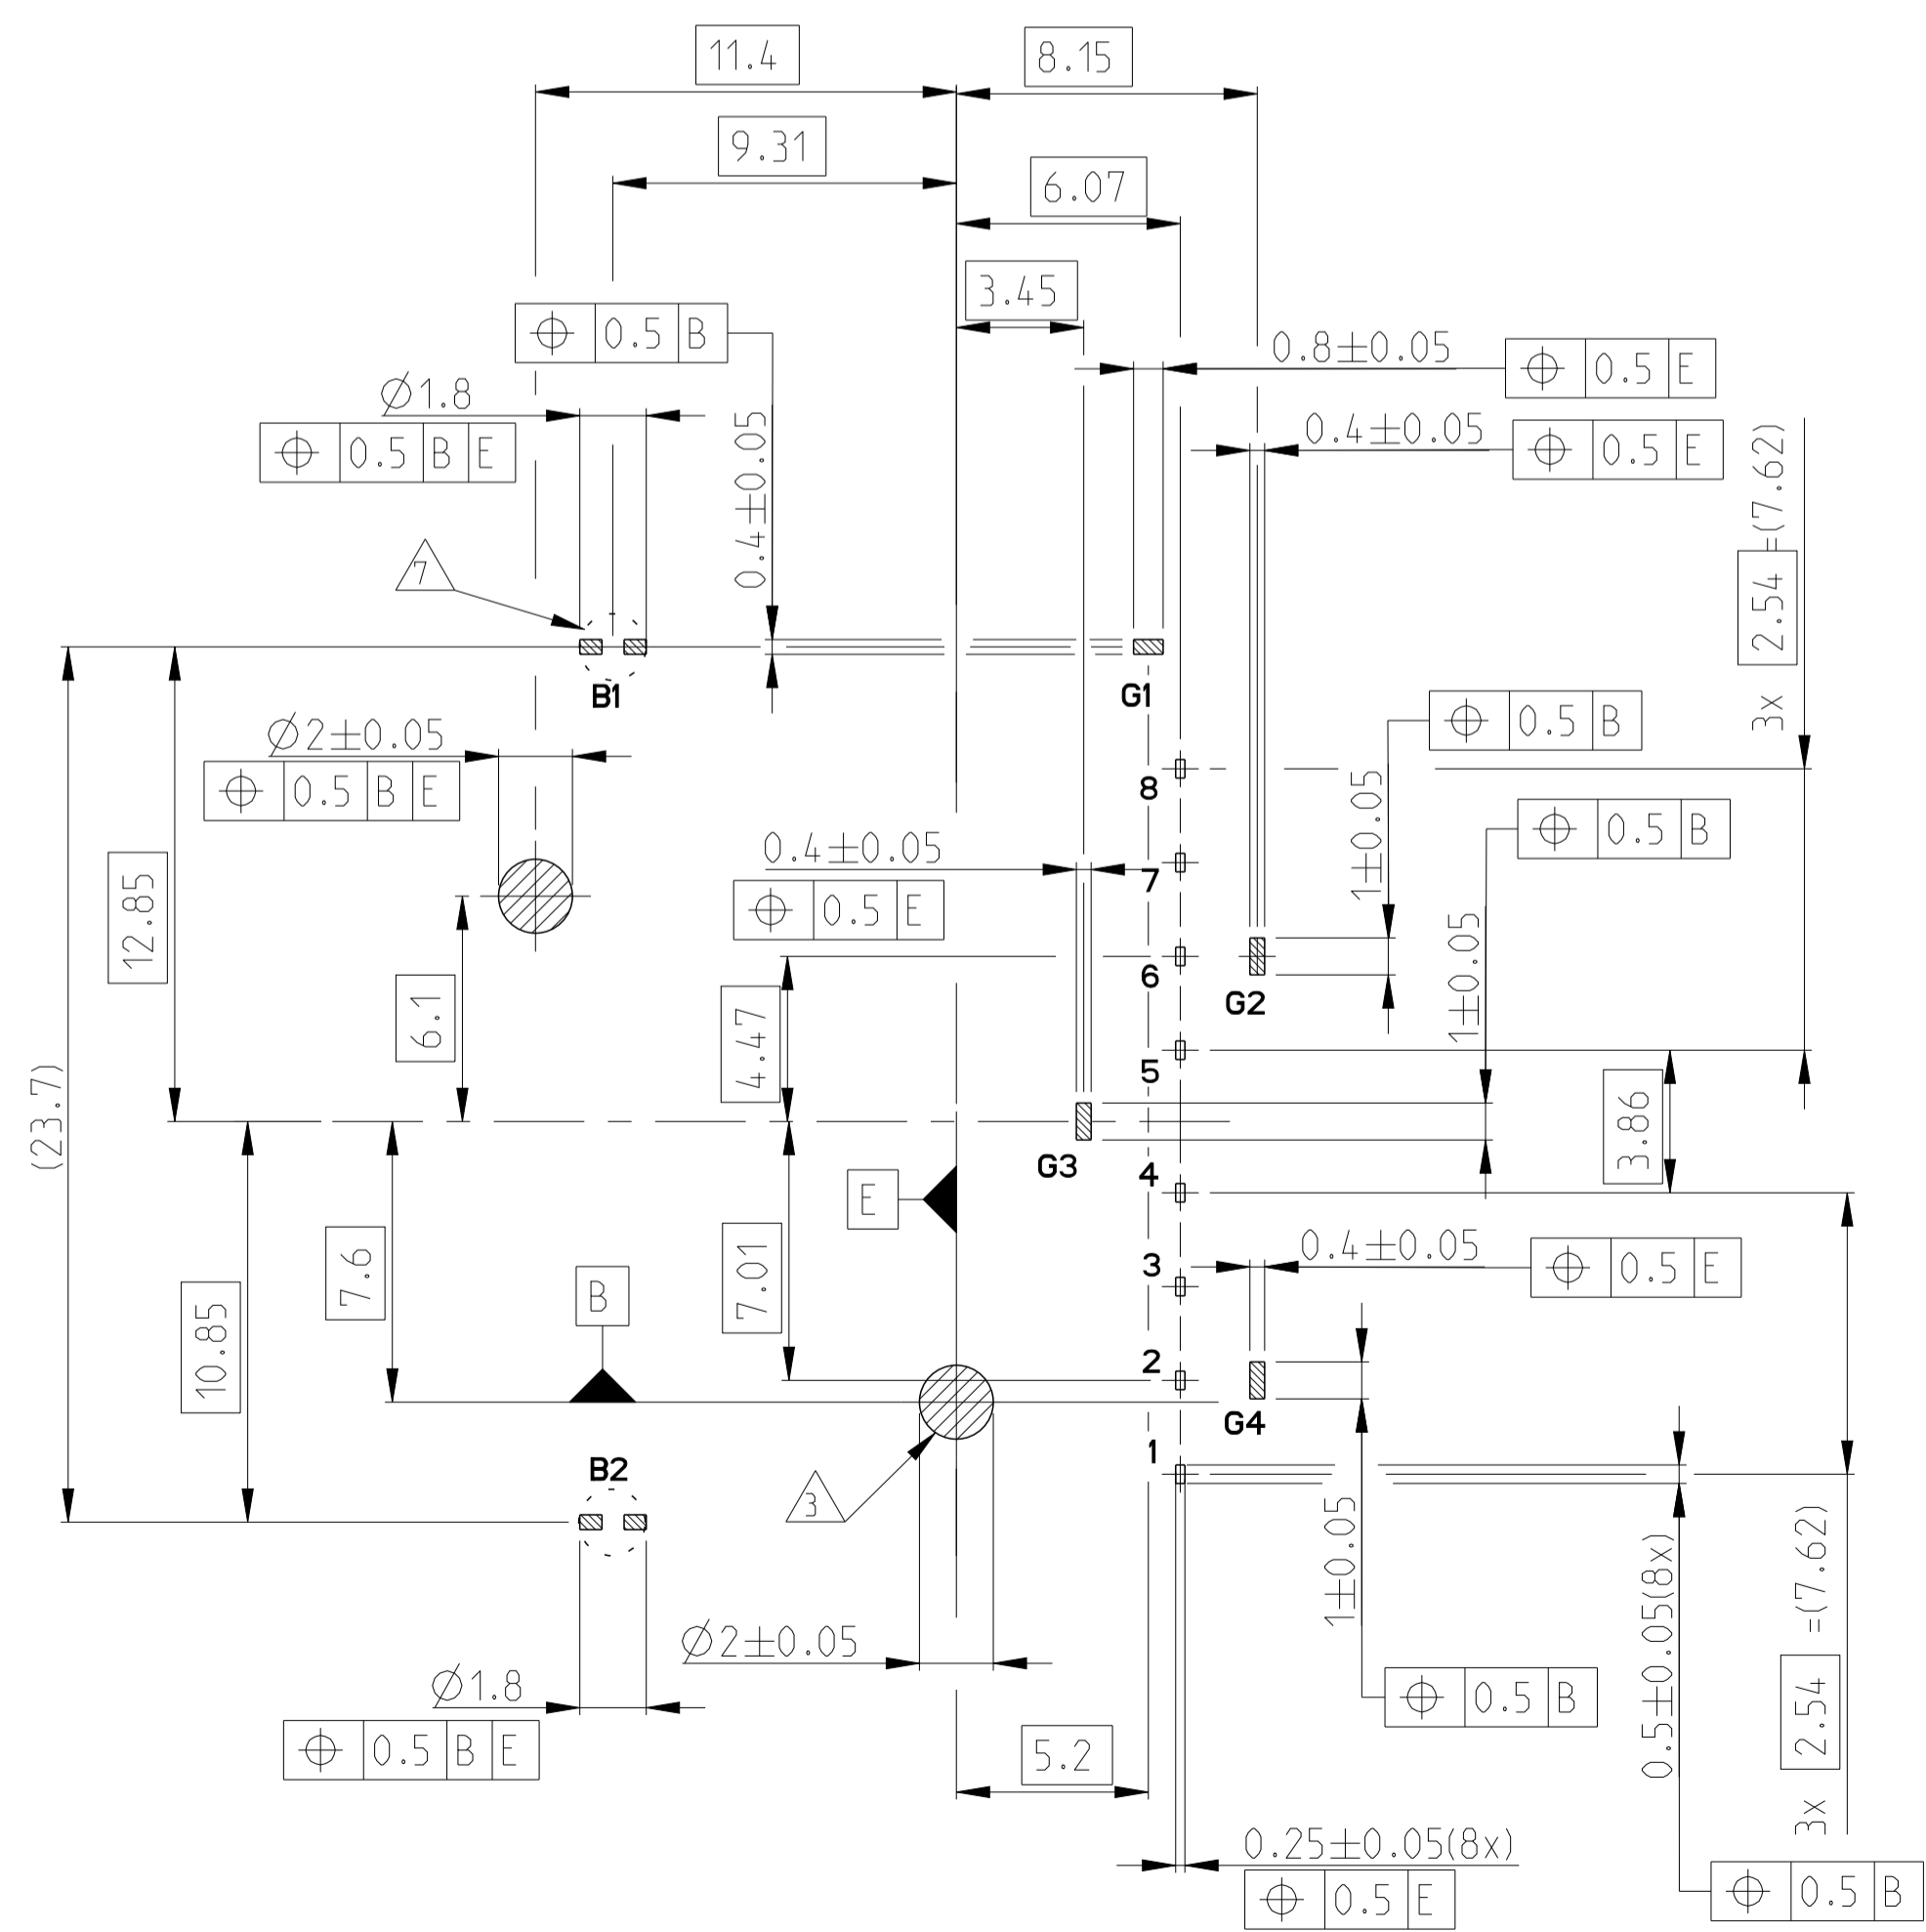 11.4
8.15
9.31
6.07
3.45
0.5 B
0.8±0.05
0.5 E
Ø1.8
0.5 B E
0.4±0.05
0.4±0.05
0.5 E
3x 2.54 =(7.62)
7
B1
G1
Ø2±0.05
0.5 B E
0.5 B
8
1±0.05
0.5 B
0.4±0.05
0.5 E
7
12.85
6.1
6
G2
1±0.05
4.47
5
(23.7)
3.86
G3
4
E
7.6
7.01
3
0.4±0.05
0.5 E
10.85
B
2
G4
1
B2
3
1±0.05
0.5±0.05(8x)
3x 2.54 =(7.62)
Ø2±0.05
Ø1.8
0.5 B E
0.5 B
5.2
0.25±0.05(8x)
0.5 E
0.5 B